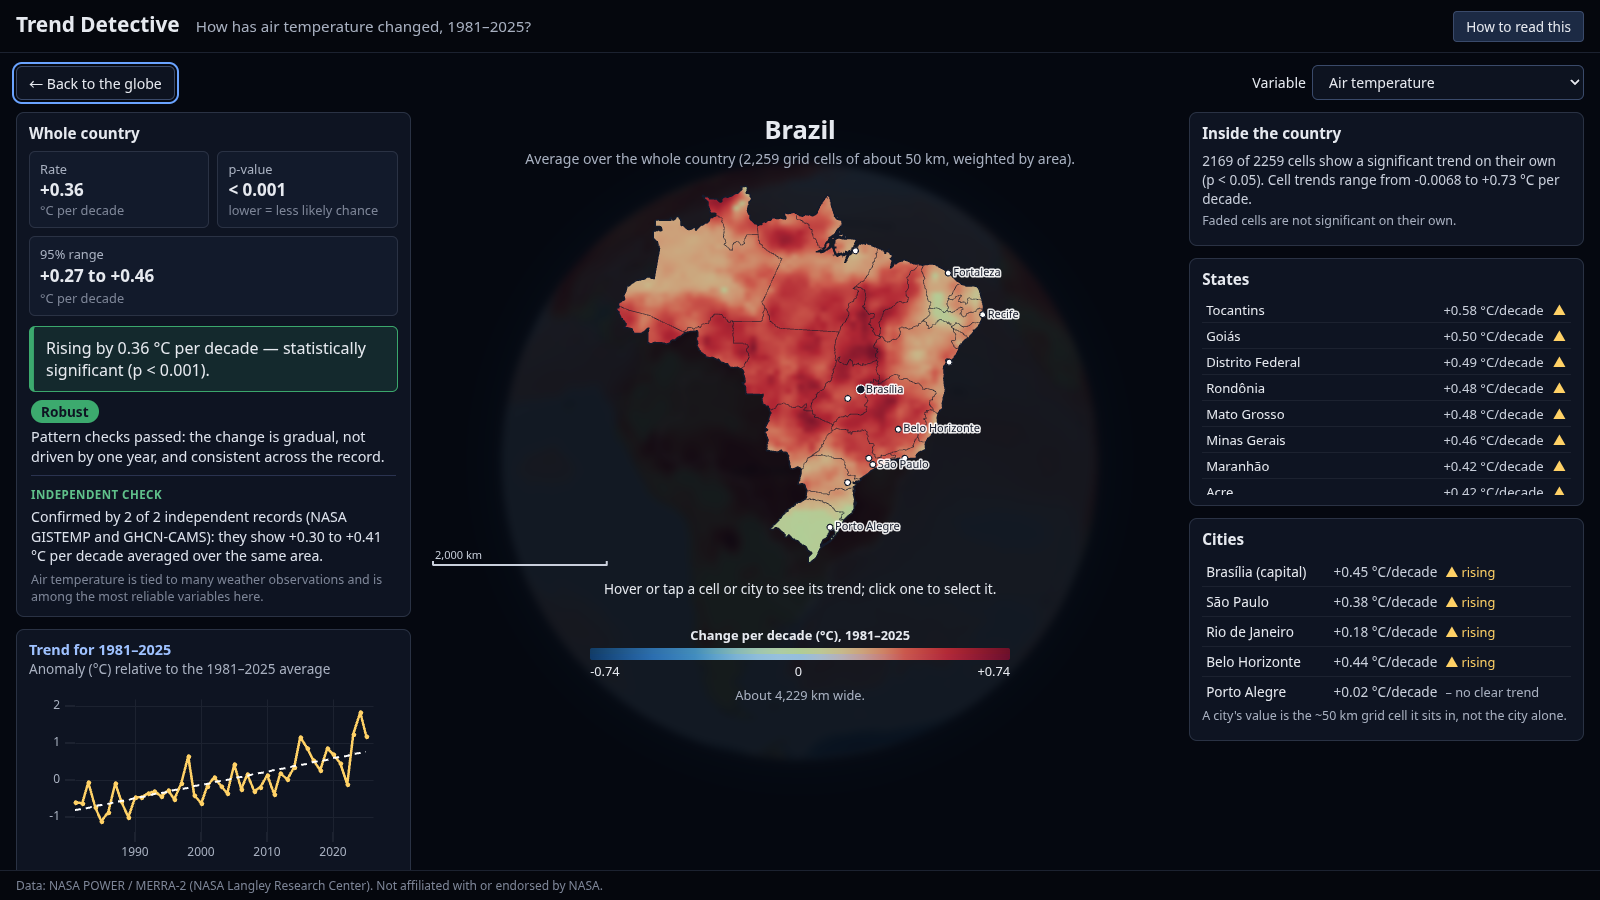 Trend Detective
How has air temperature changed, 1981–2025?
How to read this
← Back to the globe
Variable
Air temperature
Whole country
Rate
+0.36
°C per decade
p-value
< 0.001
lower = less likely chance
95% range
+0.27 to +0.46
°C per decade
Rising by 0.36 °C per decade — statistically
significant (p < 0.001).
Robust
Pattern checks passed: the change is gradual, not
driven by one year, and consistent across the record.
INDEPENDENT CHECK
Confirmed by 2 of 2 independent records (NASA
GISTEMP and GHCN-CAMS): they show +0.30 to +0.41
°C per decade averaged over the same area.
Air temperature is tied to many weather observations and is
among the most reliable variables here.
Trend for 1981–2025
Anomaly (°C) relative to the 1981–2025 average
2
1
0
-1
1990
2000
2010
2020
Brazil
Average over the whole country (2,259 grid cells of about 50 km, weighted by area).
Fortaleza
Recife
Brasília
Belo Horizonte
São Paulo
Porto Alegre
2,000 km
Hover or tap a cell or city to see its trend; click one to select it.
Change per decade (°C), 1981–2025
-0.74
0
+0.74
About 4,229 km wide.
Inside the country
2169 of 2259 cells show a significant trend on their own
(p < 0.05). Cell trends range from -0.0068 to +0.73 °C per
decade.
Faded cells are not significant on their own.
States
Tocantins +0.58 °C/decade ▲
Goiás +0.50 °C/decade ▲
Distrito Federal +0.49 °C/decade ▲
Rondônia +0.48 °C/decade ▲
Mato Grosso +0.48 °C/decade ▲
Minas Gerais +0.46 °C/decade ▲
Maranhão +0.42 °C/decade ▲
Acre +0.42 °C/decade ▲
Cities
Brasília (capital) +0.45 °C/decade ▲ rising
São Paulo +0.38 °C/decade ▲ rising
Rio de Janeiro +0.18 °C/decade ▲ rising
Belo Horizonte +0.44 °C/decade ▲ rising
Porto Alegre +0.02 °C/decade – no clear trend
A city's value is the ~50 km grid cell it sits in, not the city alone.
Data: NASA POWER / MERRA-2 (NASA Langley Research Center). Not affiliated with or endorsed by NASA.